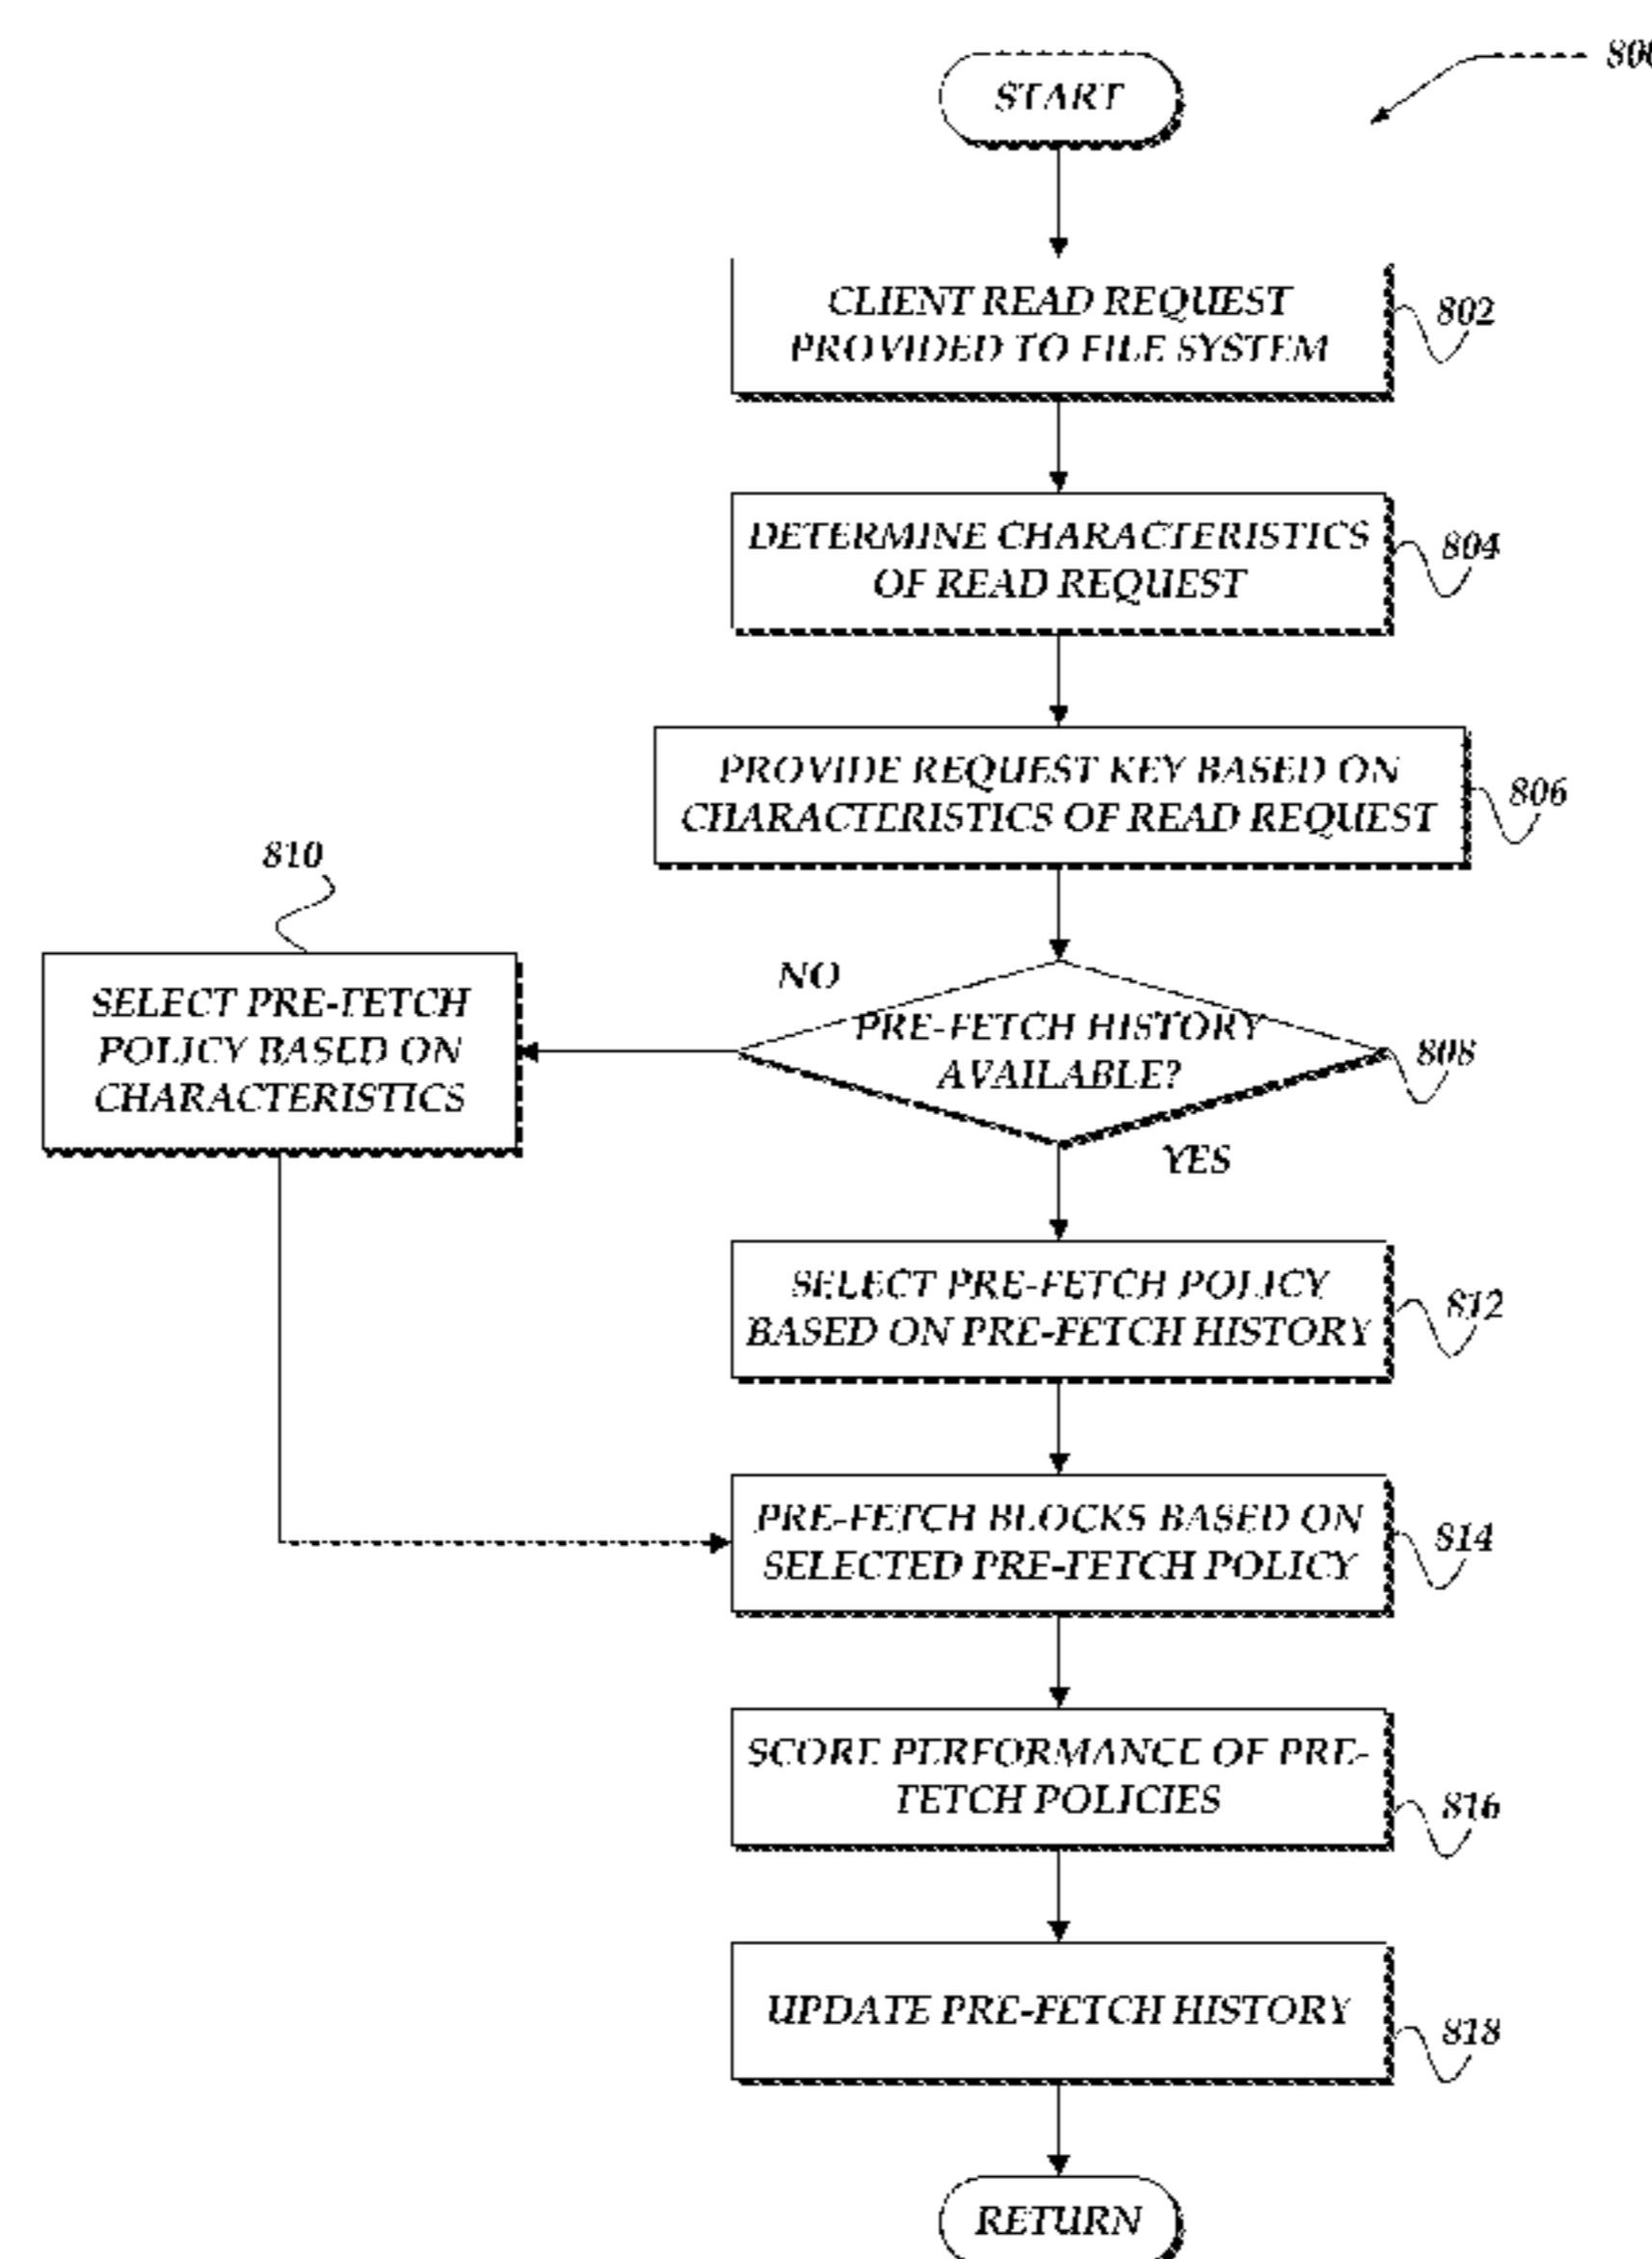 800
START
CLIENT READ REQUEST
PROVIDED TO FILE SYSTEM
802
DETERMINE CHARACTERISTICS
OF READ REQUEST
804
PROVIDE REQUEST KEY BASED ON
CHARACTERISTICS OF READ REQUEST
806
810
SELECT PRE-FETCH
POLICY BASED ON
CHARACTERISTICS
NO
PRE-FETCH HISTORY
AVAILABLE?
808
YES
SELECT PRE-FETCH POLICY
BASED ON PRE-FETCH HISTORY
812
PRE-FETCH BLOCKS BASED ON
SELECTED PRE-FETCH POLICY
814
SCORE PERFORMANCE OF PRE-
FETCH POLICIES
816
UPDATE PRE-FETCH HISTORY
818
RETURN